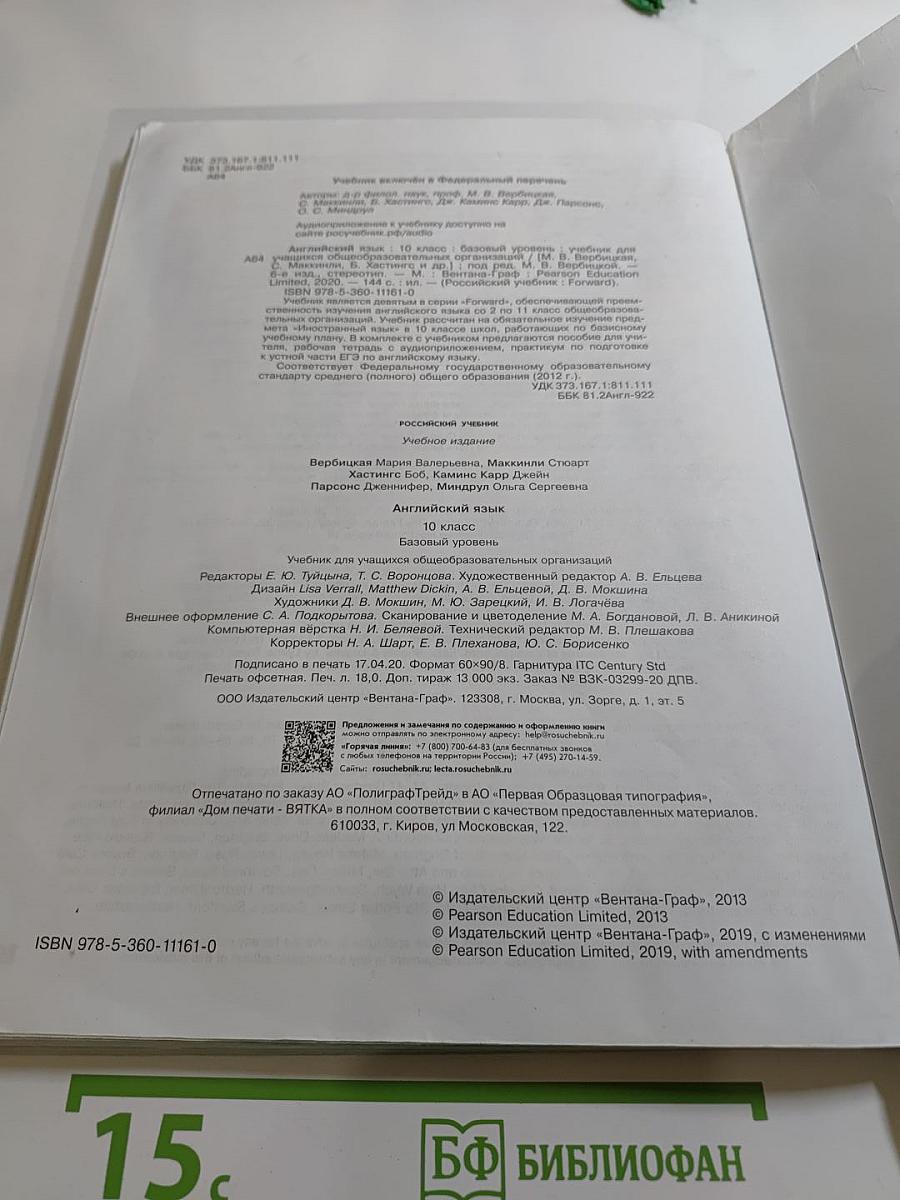 УДК 373.167.1:811.111
ББК 81.2Англ-922
А64
Учебник включён в Федеральный перечень
Авторы: д-р филол. наук, проф. М. В. Вербицкая,
С. Маккинли, Б. Хастингс, Дж. Каминс Карр, Дж. Парсонс,
О. С. Миндрул
Аудиоприложение к учебнику доступно на
сайте росучебник.рф/audio
Английский язык : 10 класс : базовый уровень : учебник для
А64 учащихся общеобразовательных организаций / [М. В. Вербицкая,
С. Маккинли, Б. Хастингс и др.] ; под ред. М. В. Вербицкой. —
6-е изд., стереотип. — М. : Вентана-Граф : Pearson Education
Limited, 2020. — 144 с. : ил. — (Российский учебник : Forward).
ISBN 978-5-360-11161-0
Учебник является девятым в серии «Forward», обеспечивающей преем-
ственность изучения английского языка со 2 по 11 класс общеобразова-
тельных организаций. Учебник рассчитан на обязательное изучение пред-
мета «Иностранный язык» в 10 классе школ, работающих по базисному
учебному плану. В комплекте с учебником предлагаются пособие для учи-
теля, рабочая тетрадь с аудиоприложением, практикум по подготовке
к устной части ЕГЭ по английскому языку.
Соответствует Федеральному государственному образовательному
стандарту среднего (полного) общего образования (2012 г.).
УДК 373.167.1:811.111
ББК 81.2Англ-922
РОССИЙСКИЙ УЧЕБНИК
Учебное издание
Вербицкая Мария Валерьевна, Маккинли Стюарт
Хастингс Боб, Каминс Карр Джейн
Парсонс Дженнифер, Миндрул Ольга Сергеевна
Английский язык
10 класс
Базовый уровень
Учебник для учащихся общеобразовательных организаций
Редакторы Е. Ю. Туйцына, Т. С. Воронцова. Художественный редактор А. В. Ельцева
Дизайн Lisa Verrall, Matthew Dickin, А. В. Ельцевой, Д. В. Мокшина
Художники Д. В. Мокшин, М. Ю. Зарецкий, И. В. Логачёва
Внешнее оформление С. А. Подкорытова. Сканирование и цветоделение М. А. Богдановой, Л. В. Аникиной
Компьютерная вёрстка Н. И. Беляевой. Технический редактор М. В. Плешакова
Корректоры Н. А. Шарт, Е. В. Плеханова, Ю. С. Борисенко
Подписано в печать 17.04.20. Формат 60×90/8. Гарнитура ITC Century Std
Печать офсетная. Печ. л. 18,0. Доп. тираж 13 000 экз. Заказ № ВЗК-03299-20 ДПВ.
ООО Издательский центр «Вентана-Граф». 123308, г. Москва, ул. Зорге, д. 1, эт. 5
Предложения и замечания по содержанию и оформлению книги
можно отправлять по электронному адресу: help@rosuchebnik.ru
«Горячая линия»: +7 (800) 700-64-83 (для бесплатных звонков
с любых телефонов на территории России); +7 (495) 270-14-59.
Сайты: rosuchebnik.ru; lecta.rosuchebnik.ru
Отпечатано по заказу АО «ПолиграфТрейд» в АО «Первая Образцовая типография»,
филиал «Дом печати - ВЯТКА» в полном соответствии с качеством предоставленных материалов.
610033, г. Киров, ул Московская, 122.
© Издательский центр «Вентана-Граф», 2013
© Pearson Education Limited, 2013
© Издательский центр «Вентана-Граф», 2019, с изменениями
© Pearson Education Limited, 2019, with amendments
ISBN 978-5-360-11161-0
15 с
БФ БИБЛИОФАН